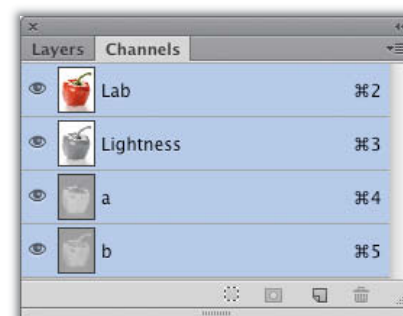 Layers Channels
Lab ⌘2
Lightness ⌘3
a ⌘4
b ⌘5